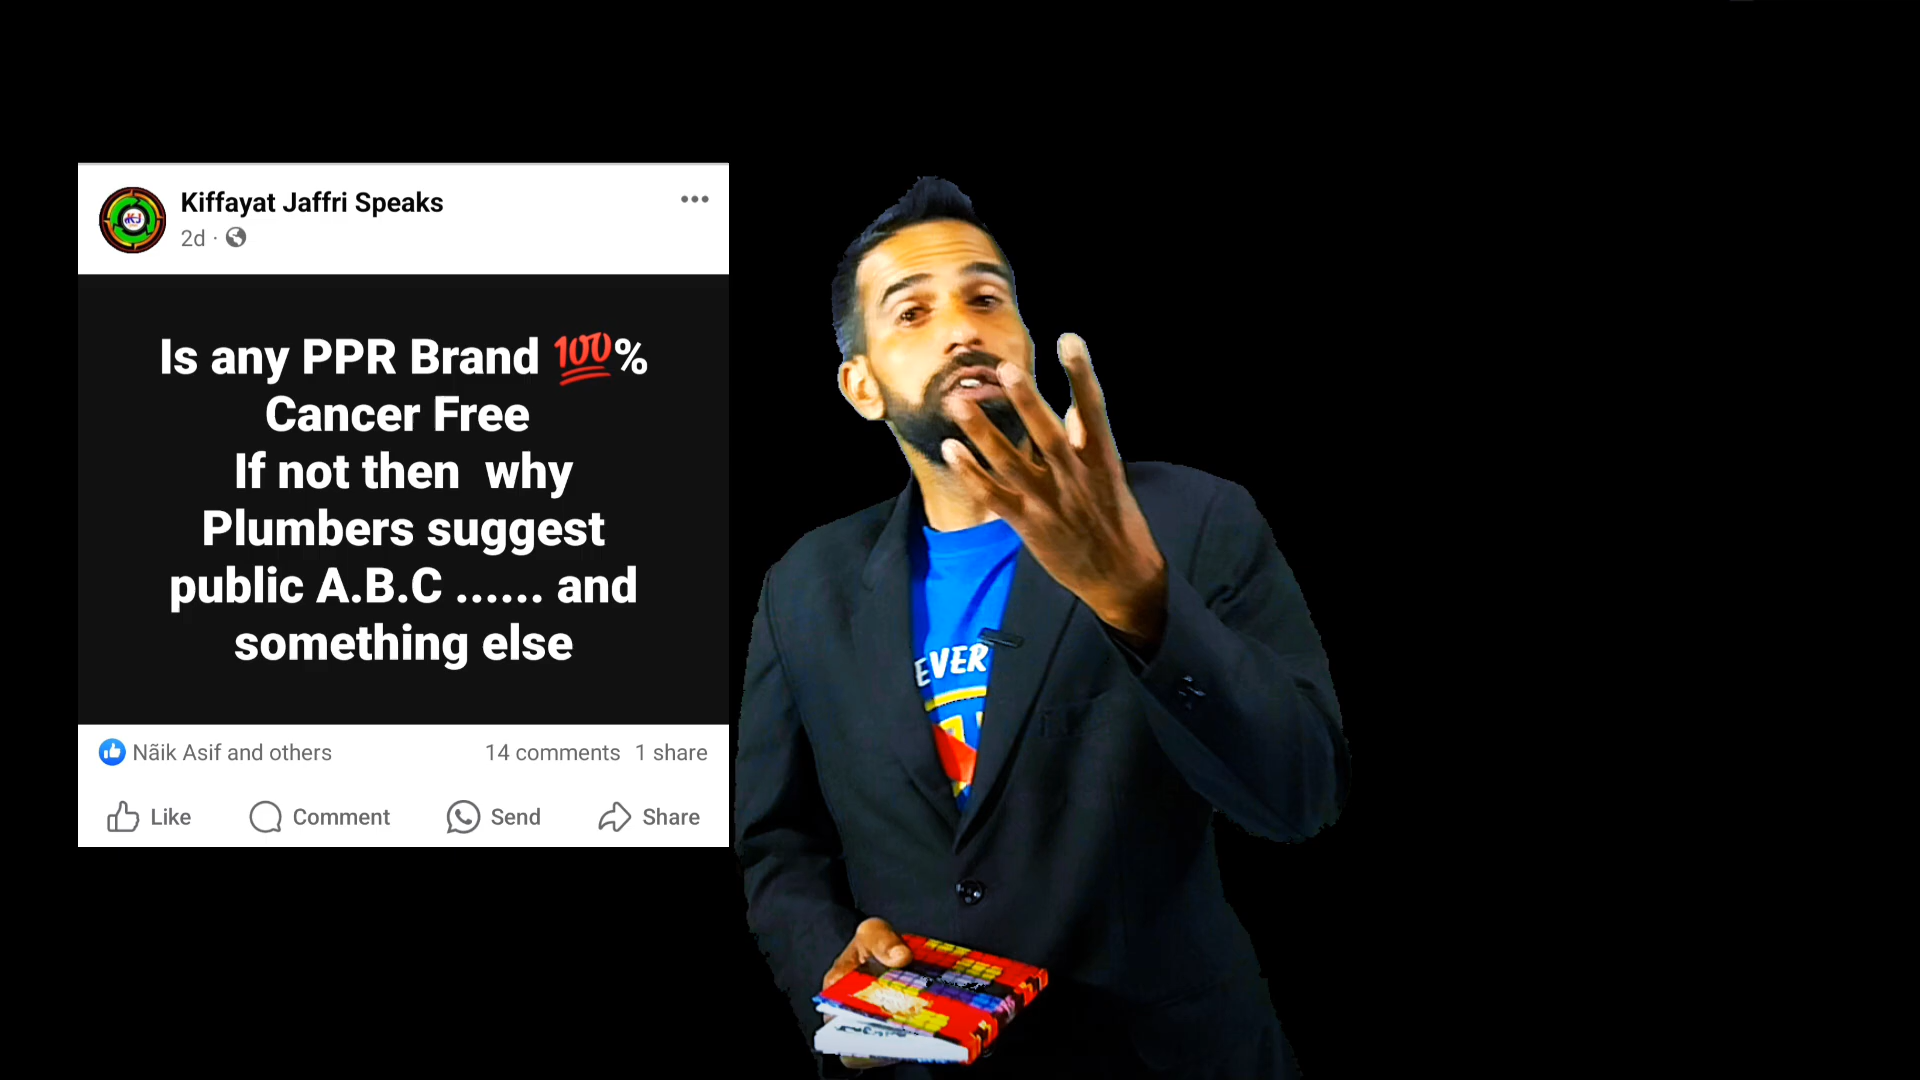 Kiffayat Jaffri Speaks
2d ·
Is any PPR Brand 💯%
Cancer Free
If not then why
Plumbers suggest
public A.B.C ...... and
something else
Nãik Asif and others 14 comments 1 share
Like Comment Send Share
EVER